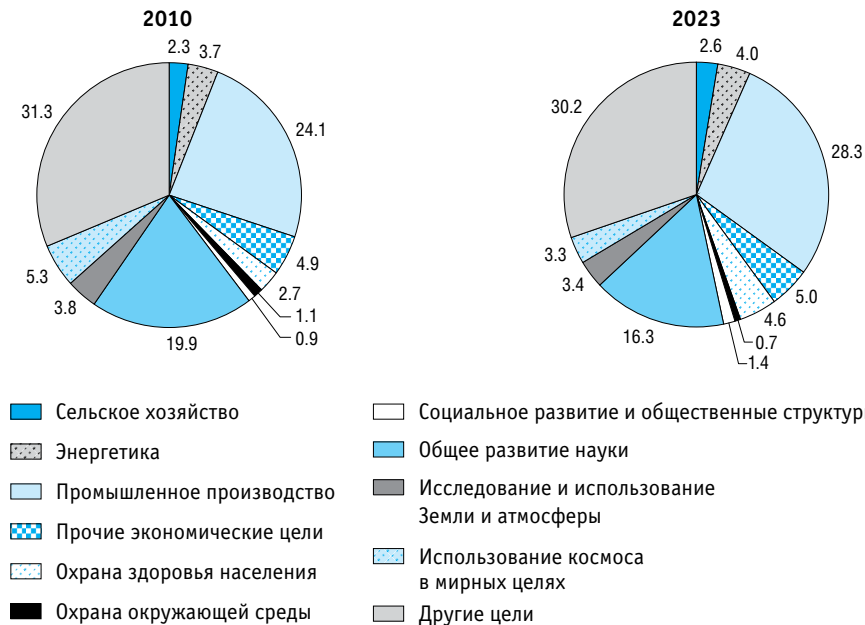 2010
2.3
3.7
24.1
4.9
2.7
1.1
0.9
19.9
3.8
5.3
31.3
2023
2.6
4.0
28.3
5.0
4.6
0.7
1.4
16.3
3.4
3.3
30.2
Сельское хозяйство
Энергетика
Промышленное производство
Прочие экономические цели
Охрана здоровья населения
Охрана окружающей среды
Социальное развитие и общественные структур
Общее развитие науки
Исследование и использование
Земли и атмосферы
Использование космоса
в мирных целях
Другие цели